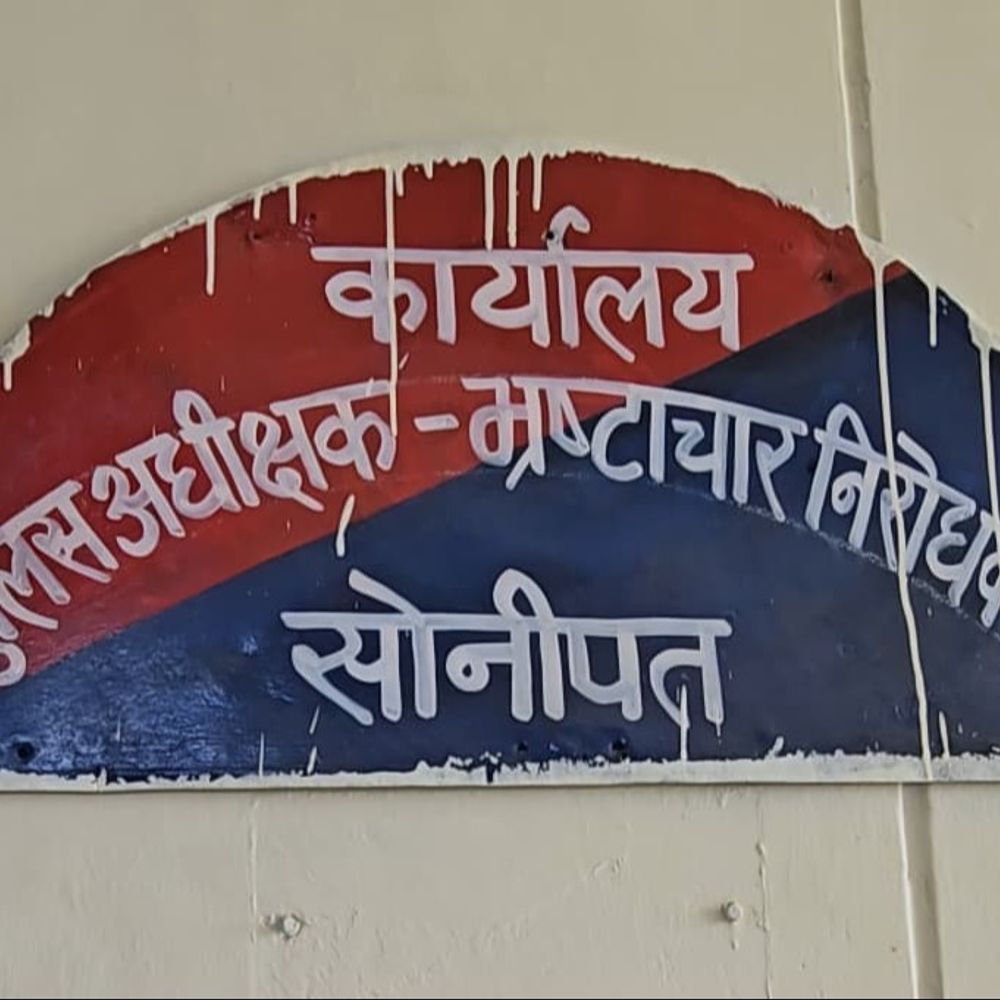 कार्यालय
पुलिस अधीक्षक - भ्रष्टाचार निरोधक
सोनीपत